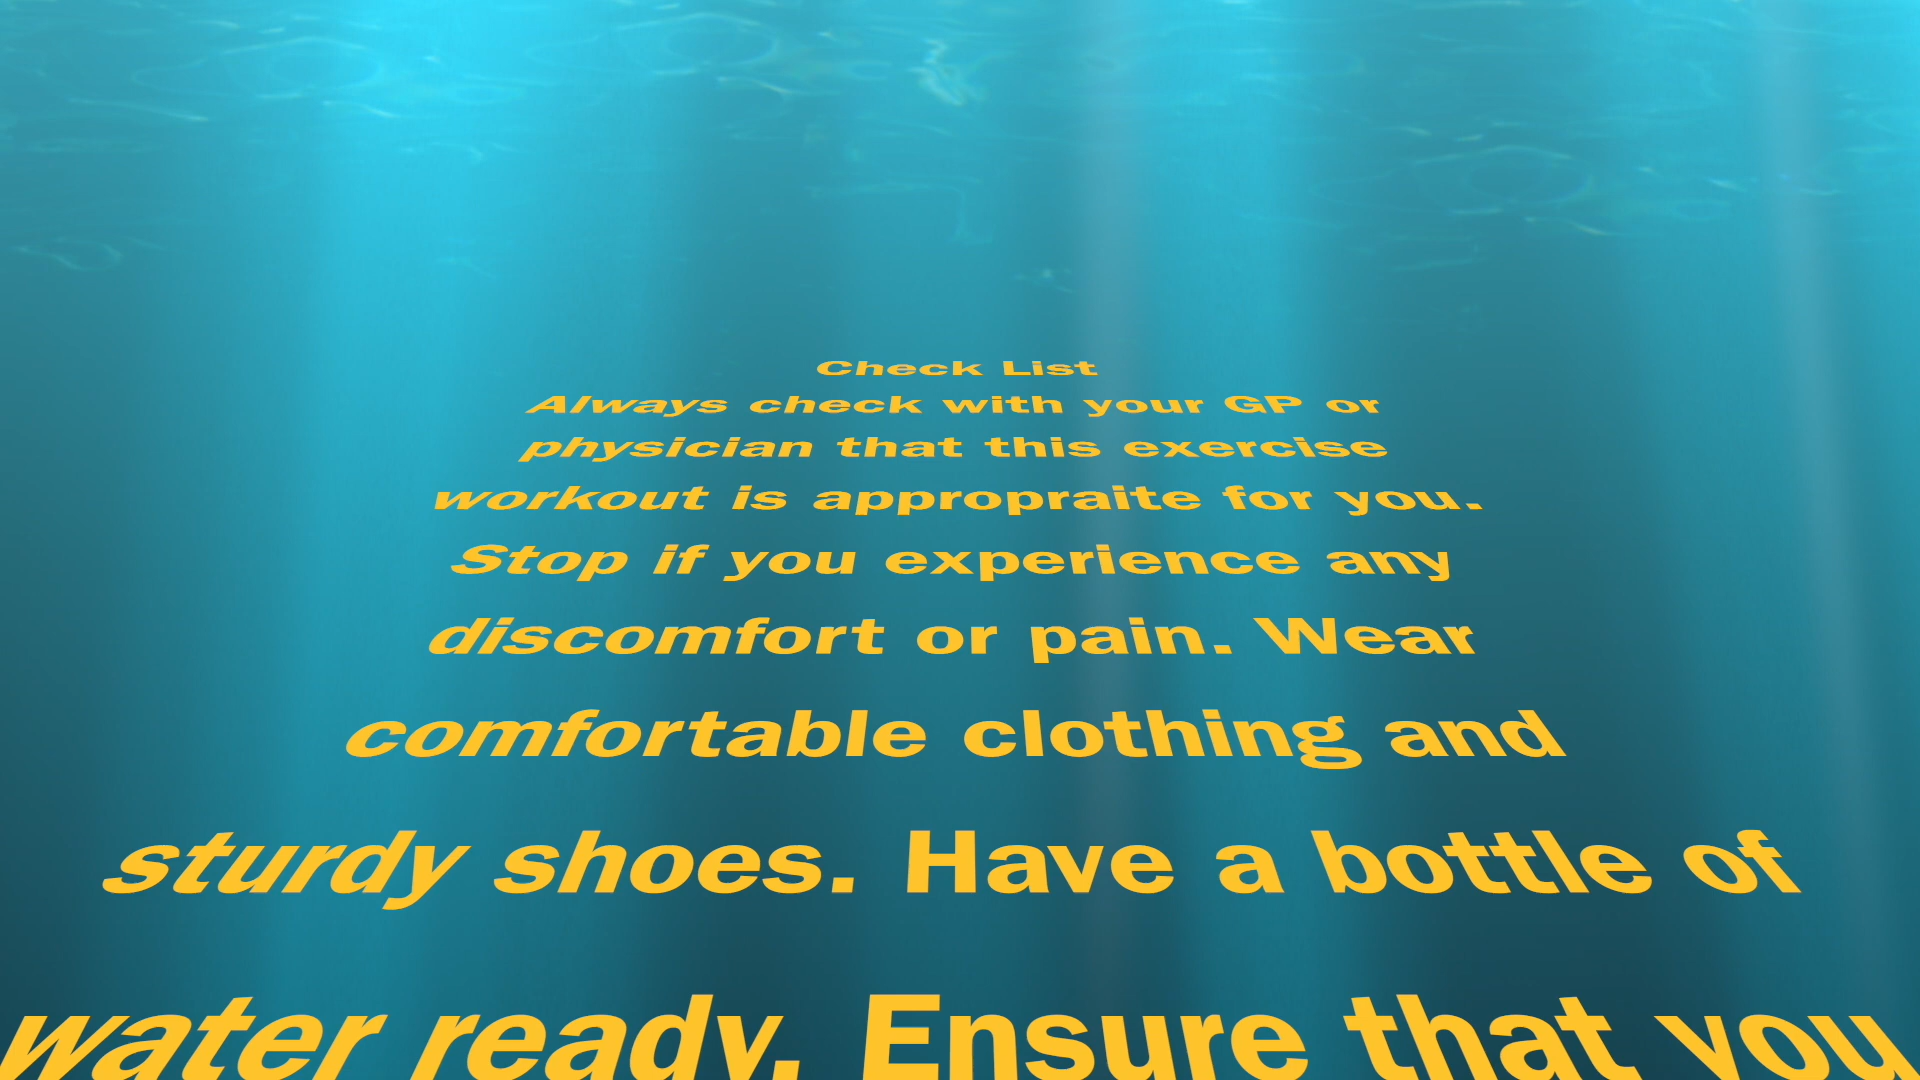 Check List
Always check with your GP or
physician that this exercise
workout is appropraite for you.
Stop if you experience any
discomfort or pain. Wear
comfortable clothing and
sturdy shoes. Have a bottle of
water ready. Ensure that you